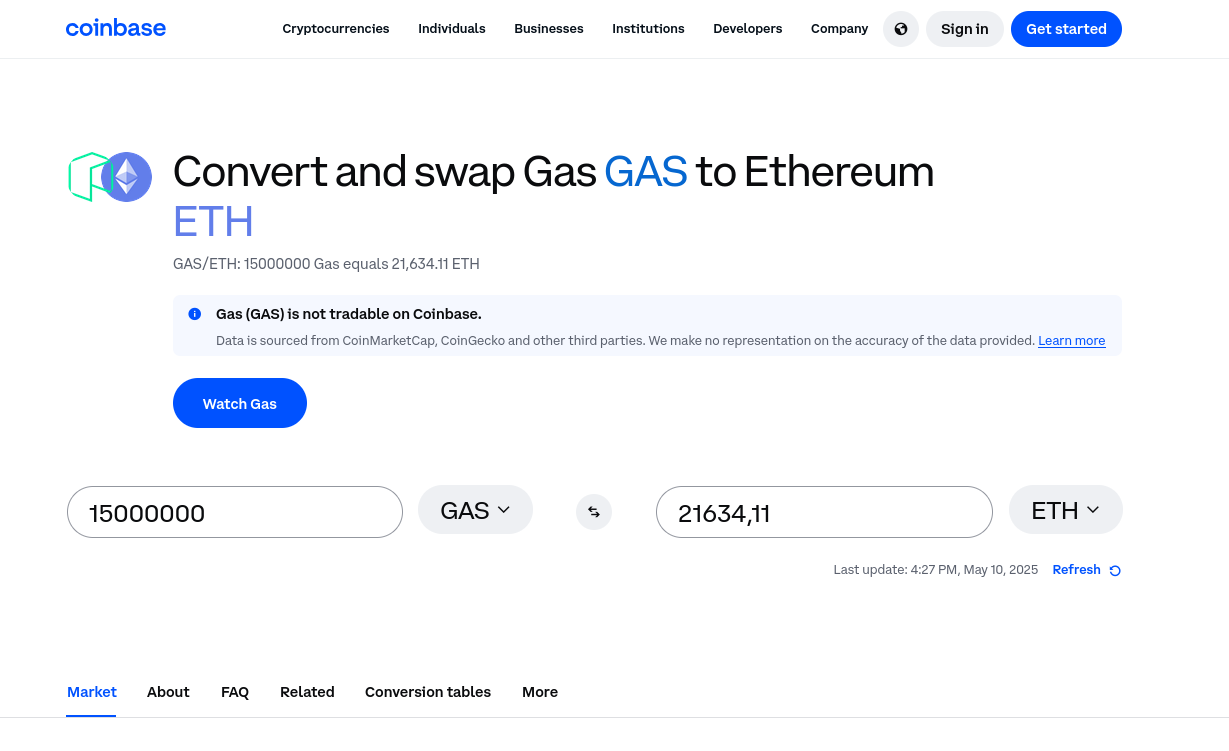 coinbase Cryptocurrencies Individuals Businesses Institutions Developers Company Sign in Get started
Convert and swap Gas GAS to Ethereum
ETH
GAS/ETH: 15000000 Gas equals 21,634.11 ETH
Gas (GAS) is not tradable on Coinbase.
Data is sourced from CoinMarketCap, CoinGecko and other third parties. We make no representation on the accuracy of the data provided. Learn more
Watch Gas
15000000 GAS 21634,11 ETH
Last update: 4:27 PM, May 10, 2025 Refresh
Market About FAQ Related Conversion tables More